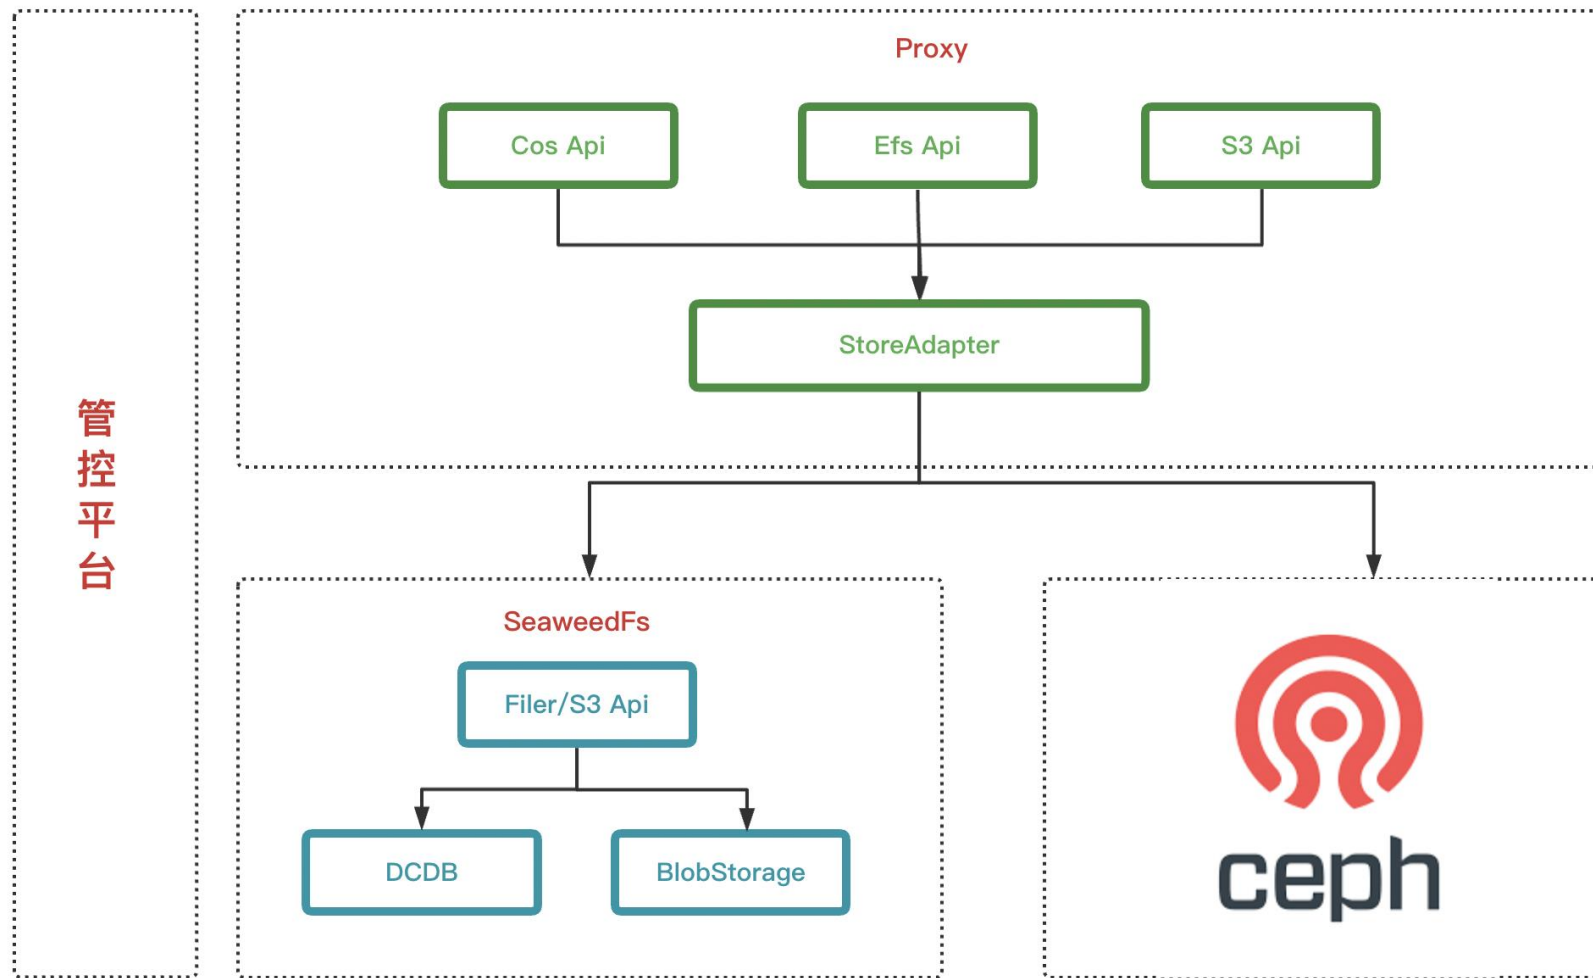 管控平台
Proxy
Cos Api
Efs Api
S3 Api
StoreAdapter
SeaweedFs
Filer/S3 Api
DCDB
BlobStorage
ceph